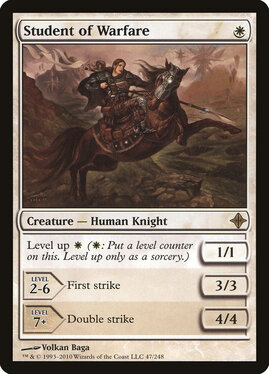 Student of Warfare
Creature — Human Knight
Level up (: Put a level counter
on this. Level up only as a sorcery.)
1/1
LEVEL
2-6
First strike
3/3
LEVEL
7+
Double strike
4/4
Volkan Baga
™ & © 1993–2010 Wizards of the Coast LLC 47/248